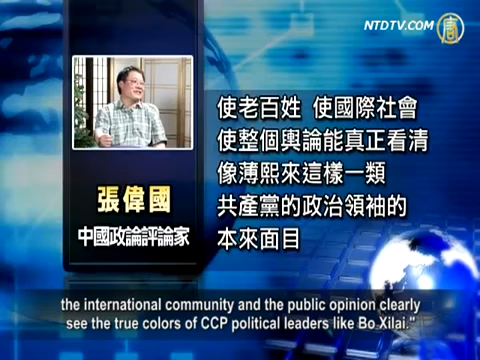 NTDTV.COM
唐
使老百姓 使國際社會
使整個輿論能真正看清
像薄熙來這樣一類
共產黨的政治領袖的
本來面目
張偉國
中國政論評論家
the international community and the public opinion clearly
see the true colors of CCP political leaders like Bo Xilai."